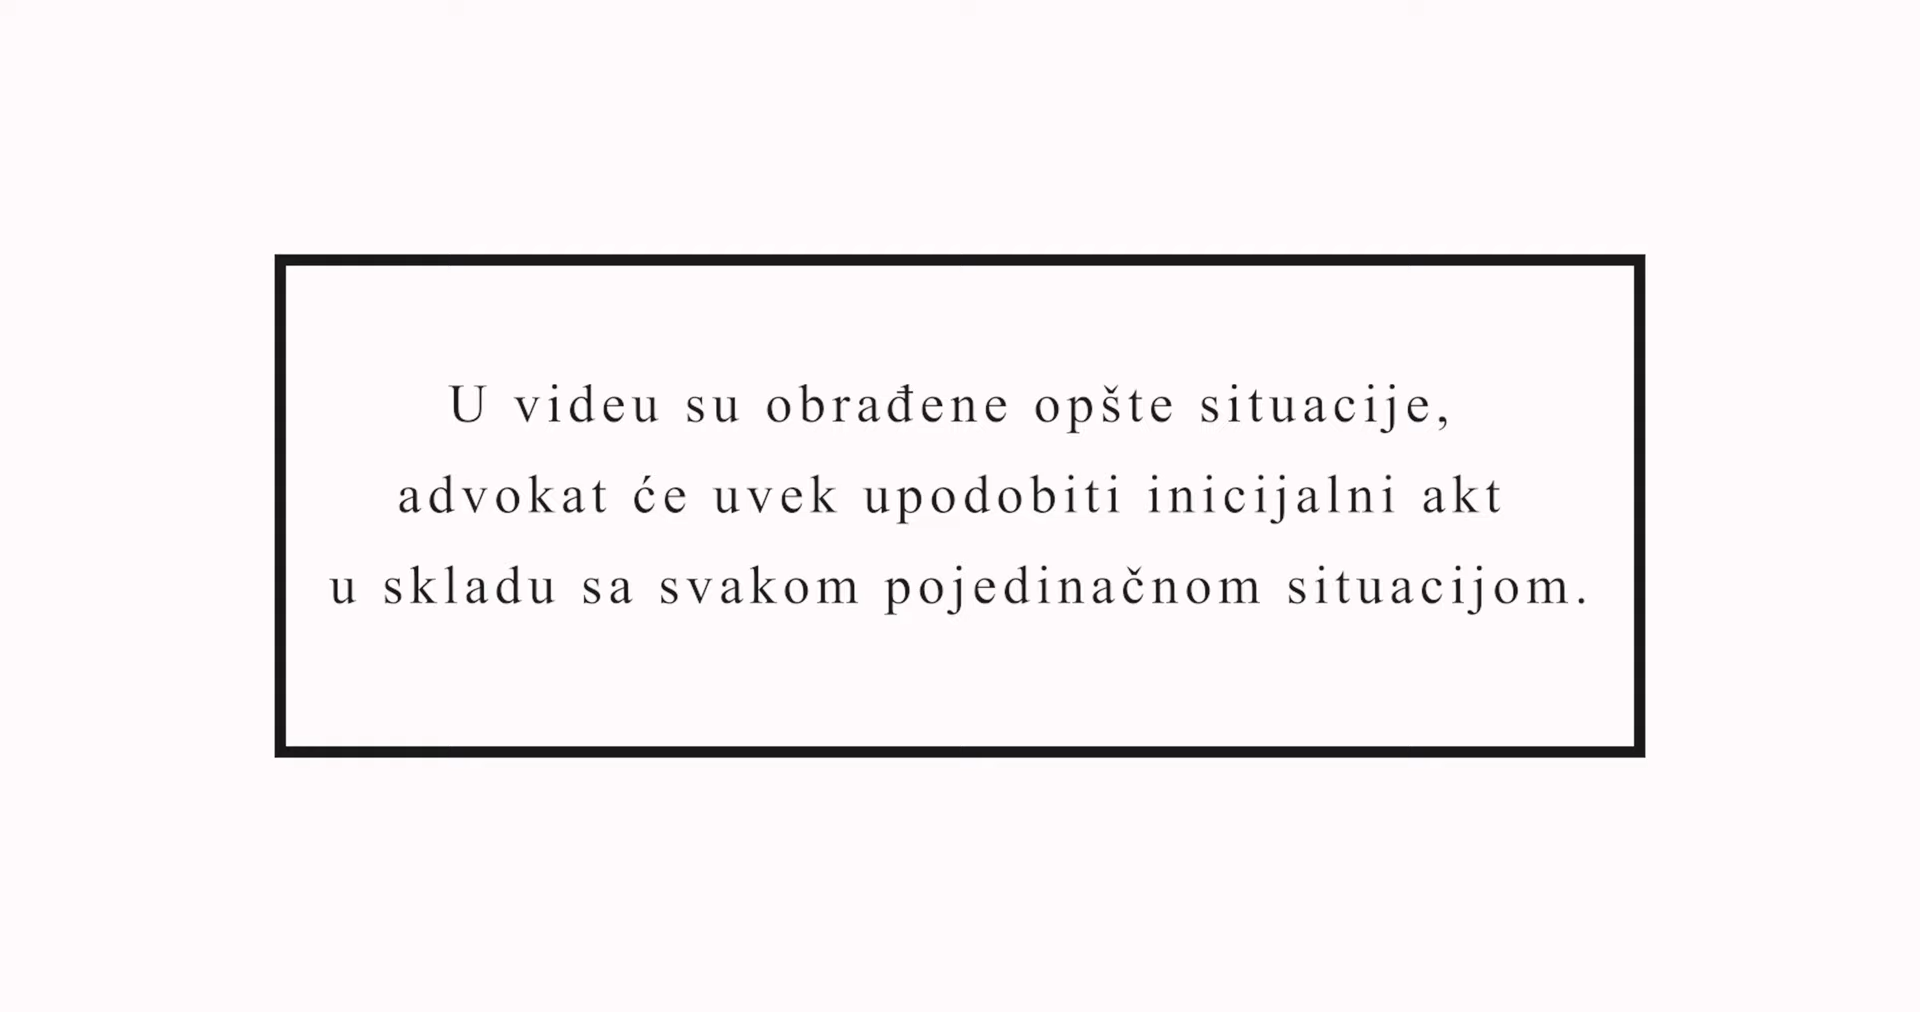 U videu su obrađene opšte situacije,
advokat će uvek upodobiti inicijalni akt
u skladu sa svakom pojedinačnom situacijom.